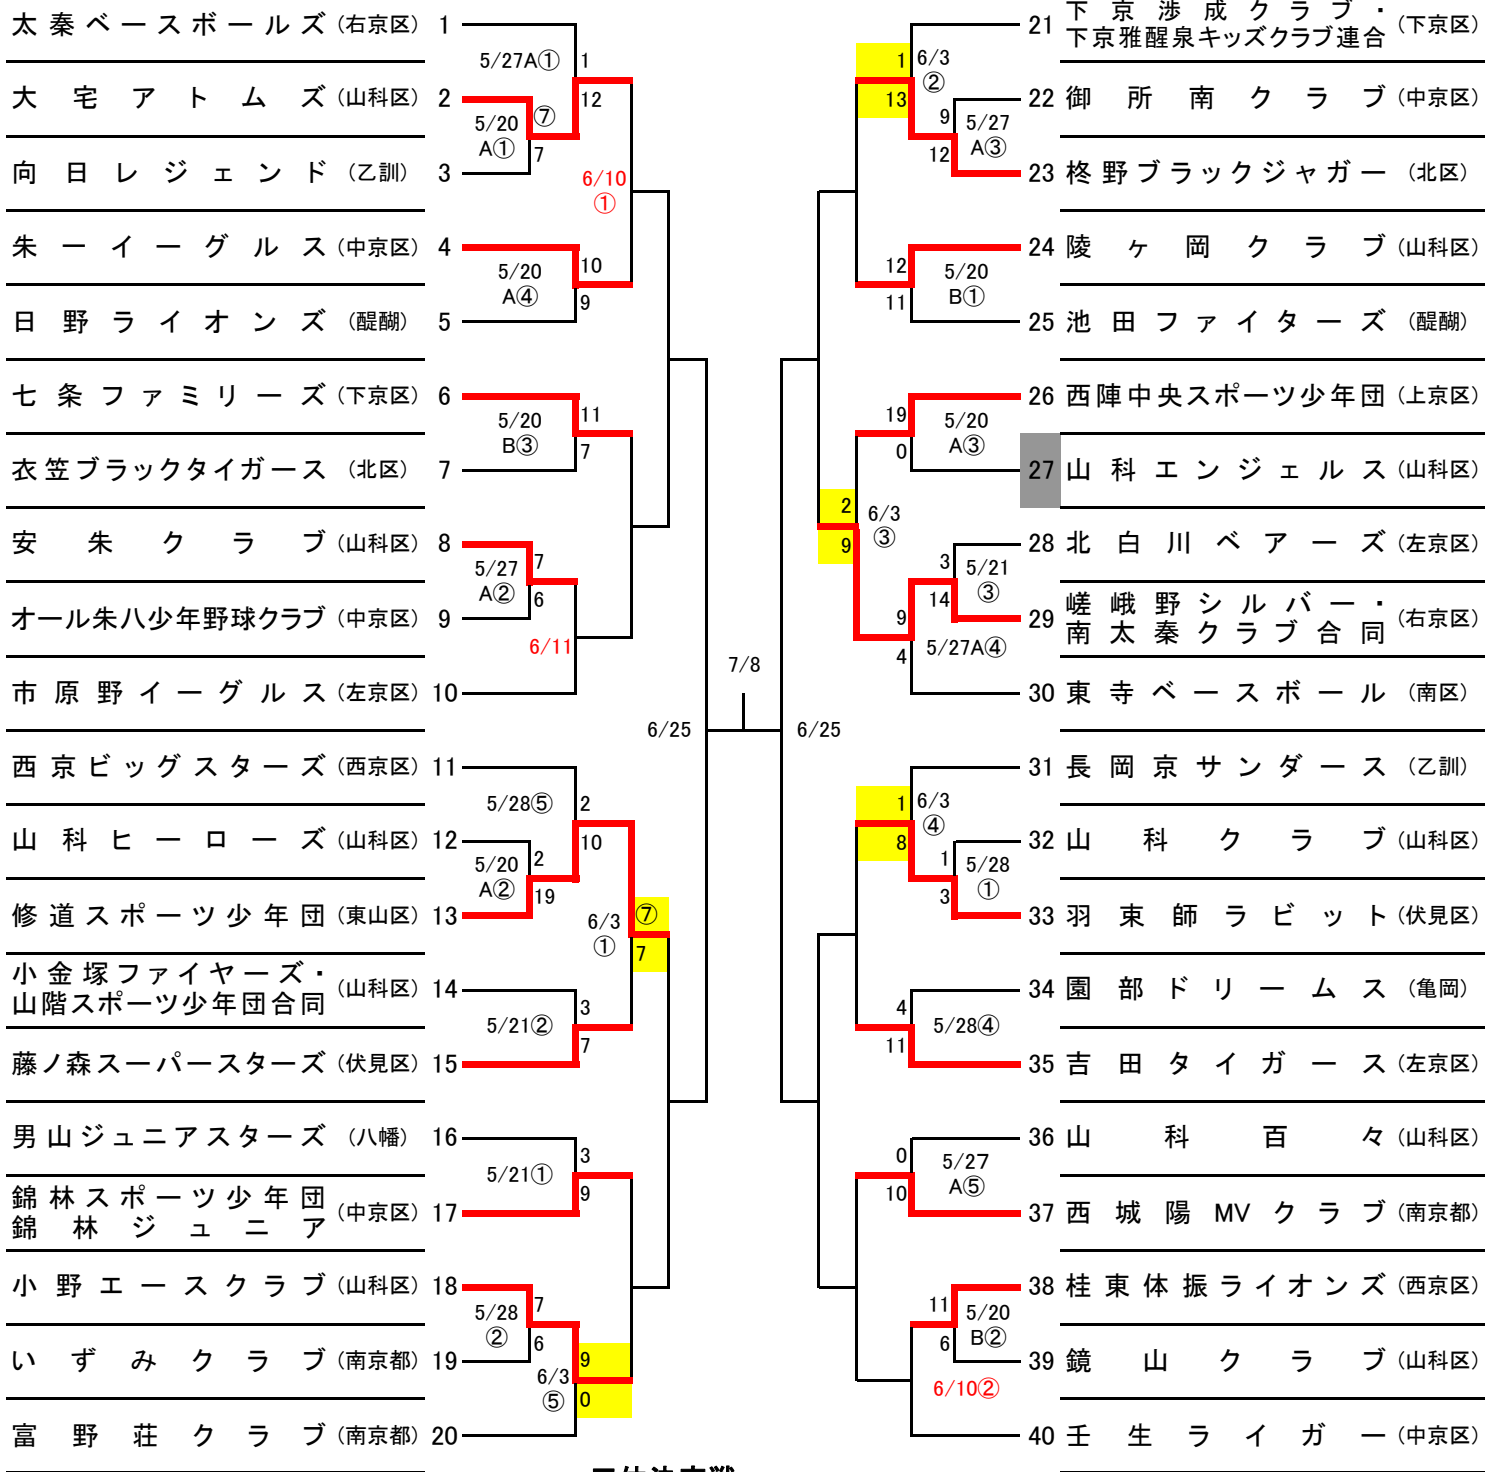 太秦ベースボールズ (右京区) 1
5/27A① 1
大宅アトムズ (山科区) 2
⑦ 12
5/20
A① 7
向日レジェンド (乙訓) 3
6/10
①
朱一イーグルス (中京区) 4
5/20 10
A④ 9
日野ライオンズ (醍醐) 5
七条ファミリーズ (下京区) 6
5/20 11
B③ 7
衣笠ブラックタイガース (北区) 7
安朱クラブ (山科区) 8
5/27 7
A② 6
オール朱八少年野球クラブ (中京区) 9
6/11
市原野イーグルス (左京区) 10
6/25
西京ビッグスターズ (西京区) 11
5/28⑤ 2
山科ヒーローズ (山科区) 12
10
5/20 2
A② 19
修道スポーツ少年団 (東山区) 13
6/3 ⑦
① 7
小金塚ファイヤーズ・
山階スポーツ少年団合同 (山科区) 14
5/21② 3
7
藤ノ森スーパースターズ (伏見区) 15
男山ジュニアスターズ (八幡) 16
5/21① 3
9
錦林スポーツ少年団
錦林ジュニア (中京区) 17
小野エースクラブ (山科区) 18
5/28 7
② 6
いずみクラブ (南京都) 19
6/3 9
⑤ 0
富野荘クラブ (南京都) 20
7/8
21 下京渉成クラブ・
下京雅醒泉キッズクラブ連合 (下京区)
1 6/3
13 ②
22 御所南クラブ (中京区)
9 5/27
12 A③
23 柊野ブラックジャガー (北区)
24 陵ヶ岡クラブ (山科区)
12 5/20
11 B①
25 池田ファイターズ (醍醐)
26 西陣中央スポーツ少年団 (上京区)
19 5/20
0 A③
27 山科エンジェルス (山科区)
2 6/3
9 ③
28 北白川ベアーズ (左京区)
3 5/21
14 ③
29 嵯峨野シルバー・
南太秦クラブ合同 (右京区)
9
4 5/27A④
30 東寺ベースボール (南区)
6/25
31 長岡京サンダース (乙訓)
1 6/3
8 ④
32 山科クラブ (山科区)
1 5/28
3 ①
33 羽束師ラビット (伏見区)
34 園部ドリームス (亀岡)
4 5/28④
11
35 吉田タイガース (左京区)
36 山科百々 (山科区)
0 5/27
10 A⑤
37 西城陽MVクラブ (南京都)
38 桂東体振ライオンズ (西京区)
11 5/20
6 B②
39 鏡山クラブ (山科区)
6/10②
40 壬生ライガー (中京区)